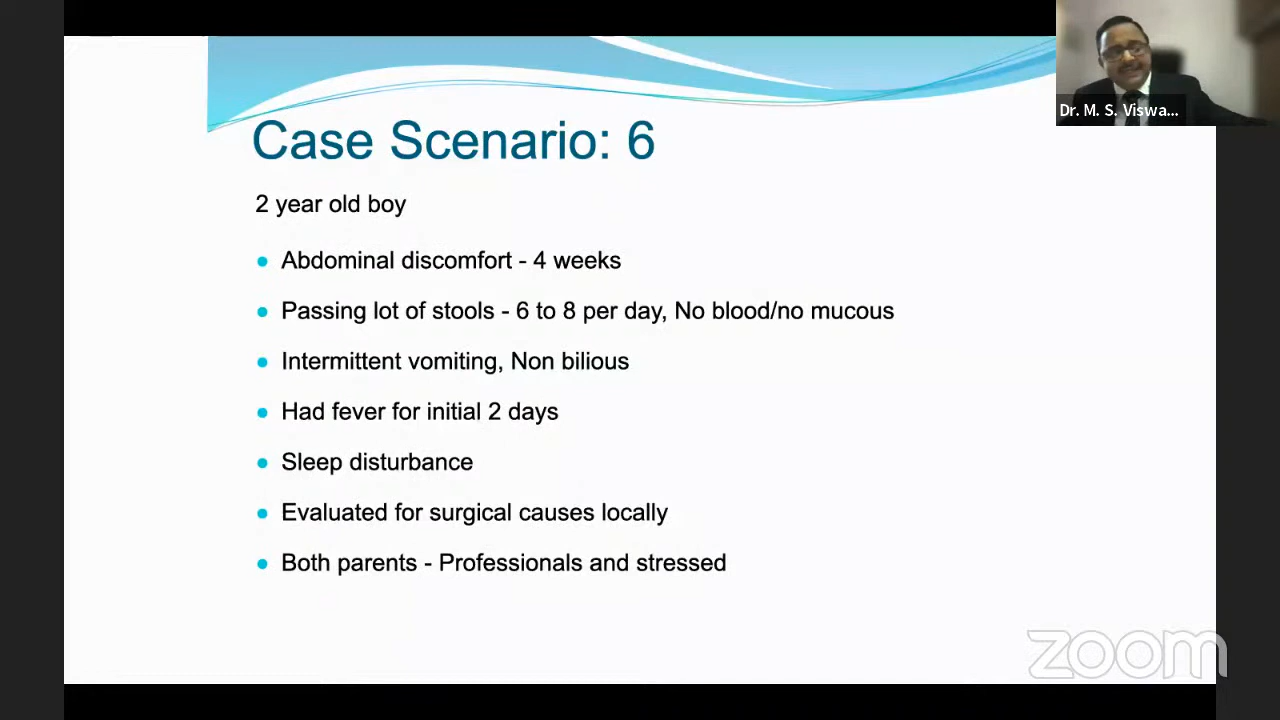 Dr. M. S. Viswa...
Case Scenario: 6
2 year old boy
Abdominal discomfort - 4 weeks
Passing lot of stools - 6 to 8 per day, No blood/no mucous
Intermittent vomiting, Non bilious
Had fever for initial 2 days
Sleep disturbance
Evaluated for surgical causes locally
Both parents - Professionals and stressed
zoom